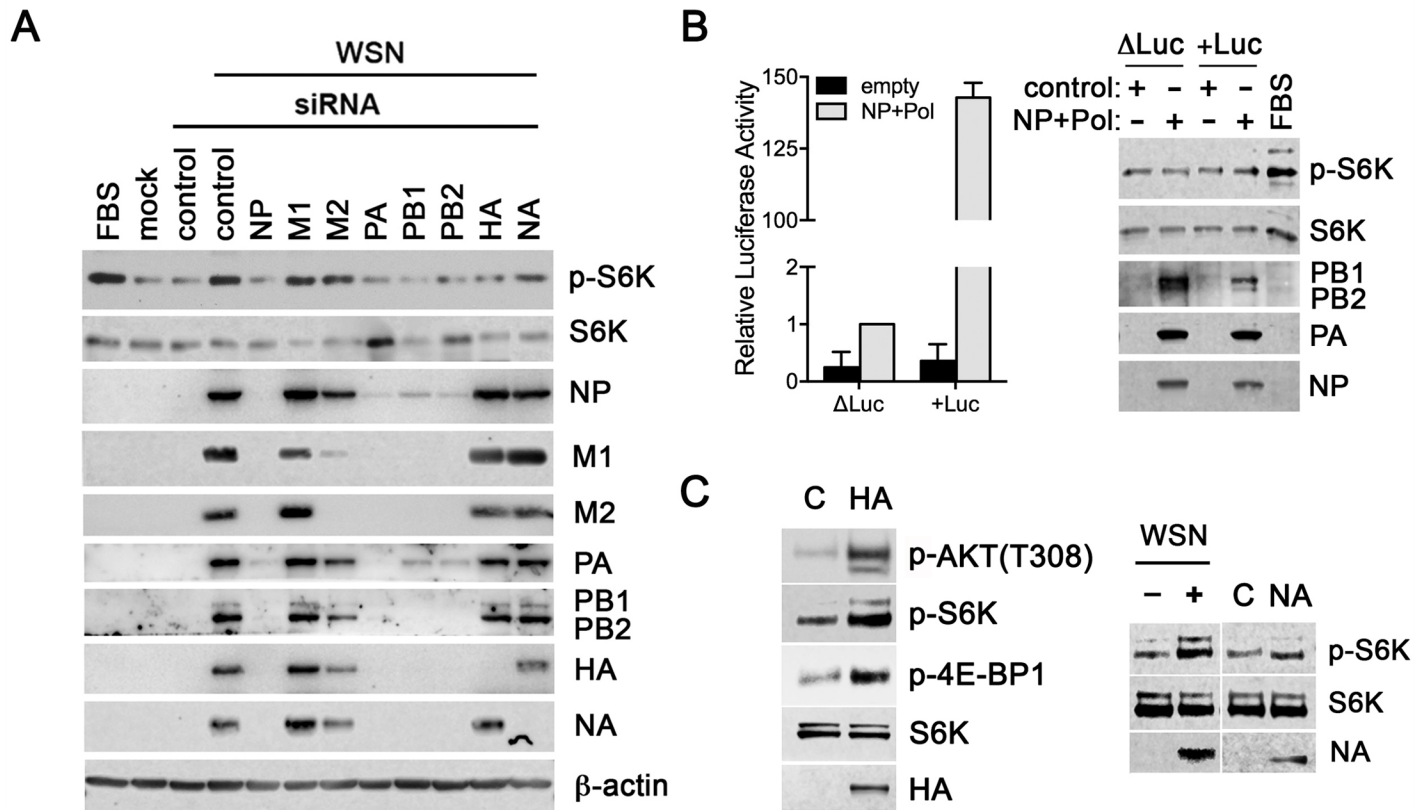 A
WSN
siRNA
FBS mock control control NP M1 M2 PA PB1 PB2 HA NA
p-S6K
S6K
NP
M1
M2
PA
PB1
PB2
HA
NA
β-actin
B
Relative Luciferase Activity
150
125
100
2
1
0
empty
NP+Pol
ΔLuc +Luc
ΔLuc +Luc
control: + – + – FBS
NP+Pol: – + – +
p-S6K
S6K
PB1
PB2
PA
NP
C
C HA
p-AKT(T308)
p-S6K
p-4E-BP1
S6K
HA
WSN
– + C NA
p-S6K
S6K
NA